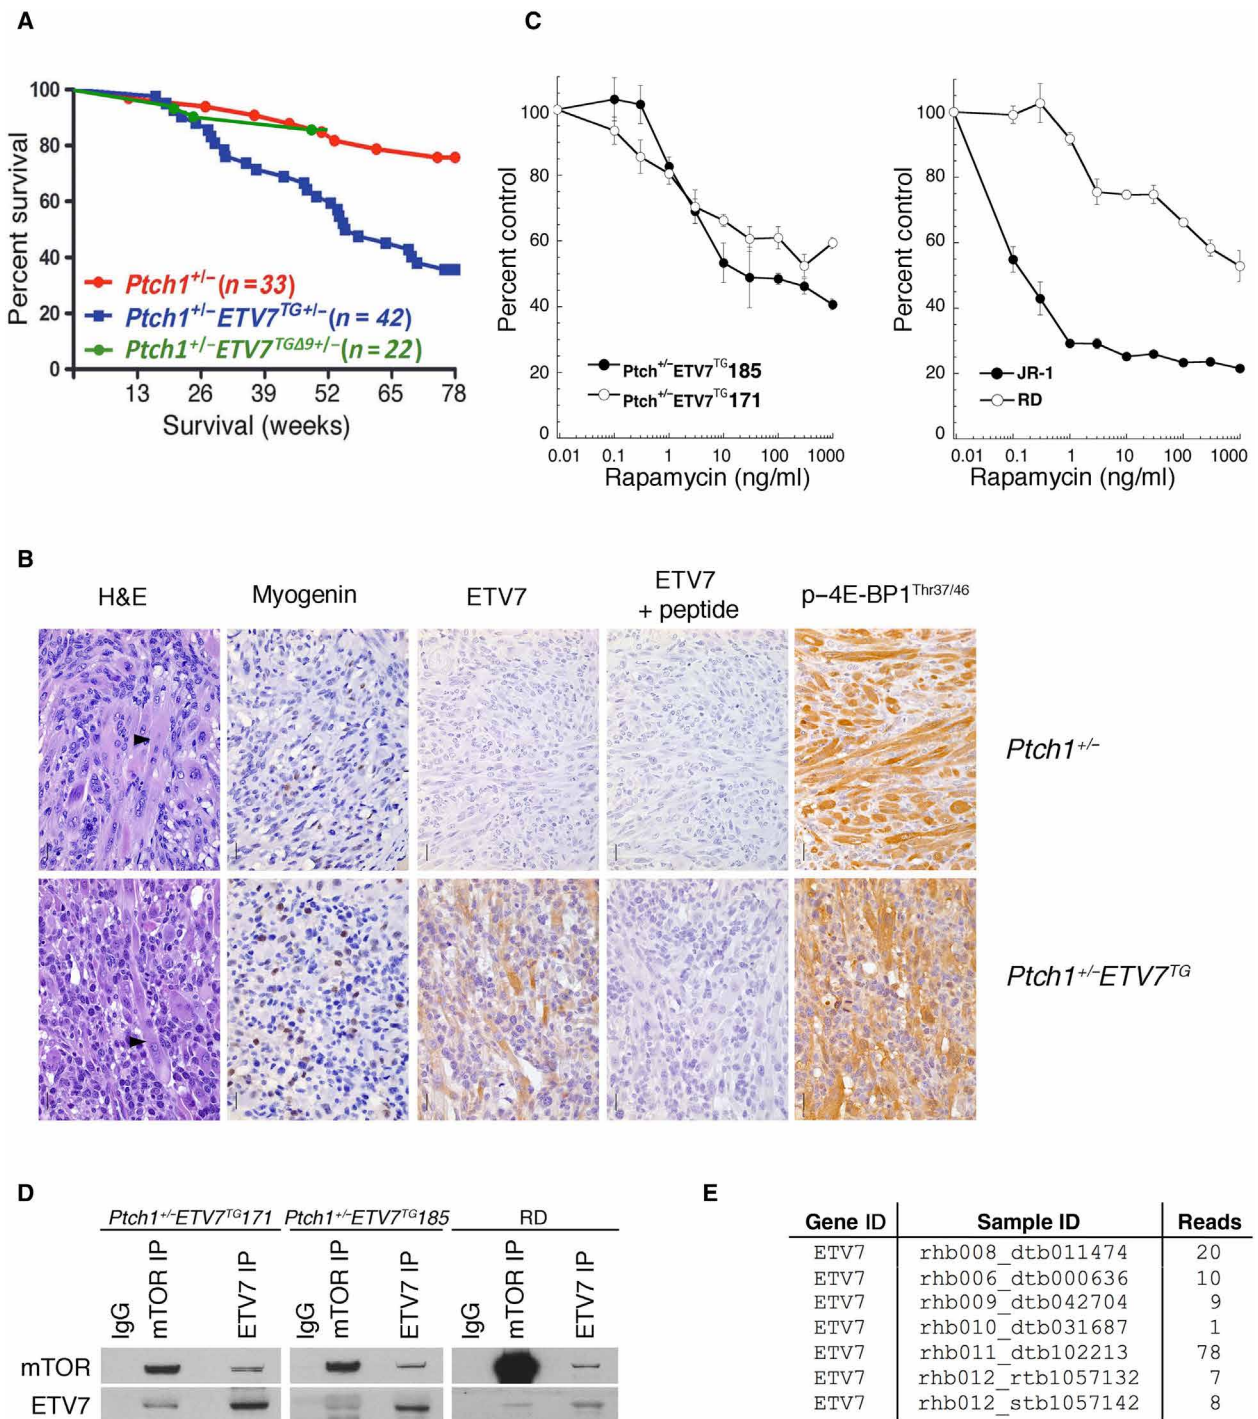 A
100
80
60
40
20
0
Percent survival
Ptch1+/– (n = 33)
Ptch1+/–ETV7TG+/– (n = 42)
Ptch1+/–ETV7TGΔ9+/– (n = 22)
13 26 39 52 65 78
Survival (weeks)
C
100
80
60
40
20
0
Percent control
Ptch+/–ETV7TG185
Ptch+/–ETV7TG171
0.01 0.1 1 10 100 1000
Rapamycin (ng/ml)
100
80
60
40
20
0
Percent control
JR-1
RD
0.01 0.1 1 10 100 1000
Rapamycin (ng/ml)
B
H&E Myogenin ETV7 ETV7 + peptide p–4E-BP1Thr37/46
Ptch1+/–
Ptch1+/–ETV7TG
D
Ptch1+/–ETV7TG171 Ptch1+/–ETV7TG185 RD
IgG mTOR IP ETV7 IP IgG mTOR IP ETV7 IP IgG mTOR IP ETV7 IP
mTOR
ETV7
E
Gene ID Sample ID Reads
ETV7 rhb008_dtb011474 20
ETV7 rhb006_dtb000636 10
ETV7 rhb009_dtb042704 9
ETV7 rhb010_dtb031687 1
ETV7 rhb011_dtb102213 78
ETV7 rhb012_rtb1057132 7
ETV7 rhb012_stb1057142 8